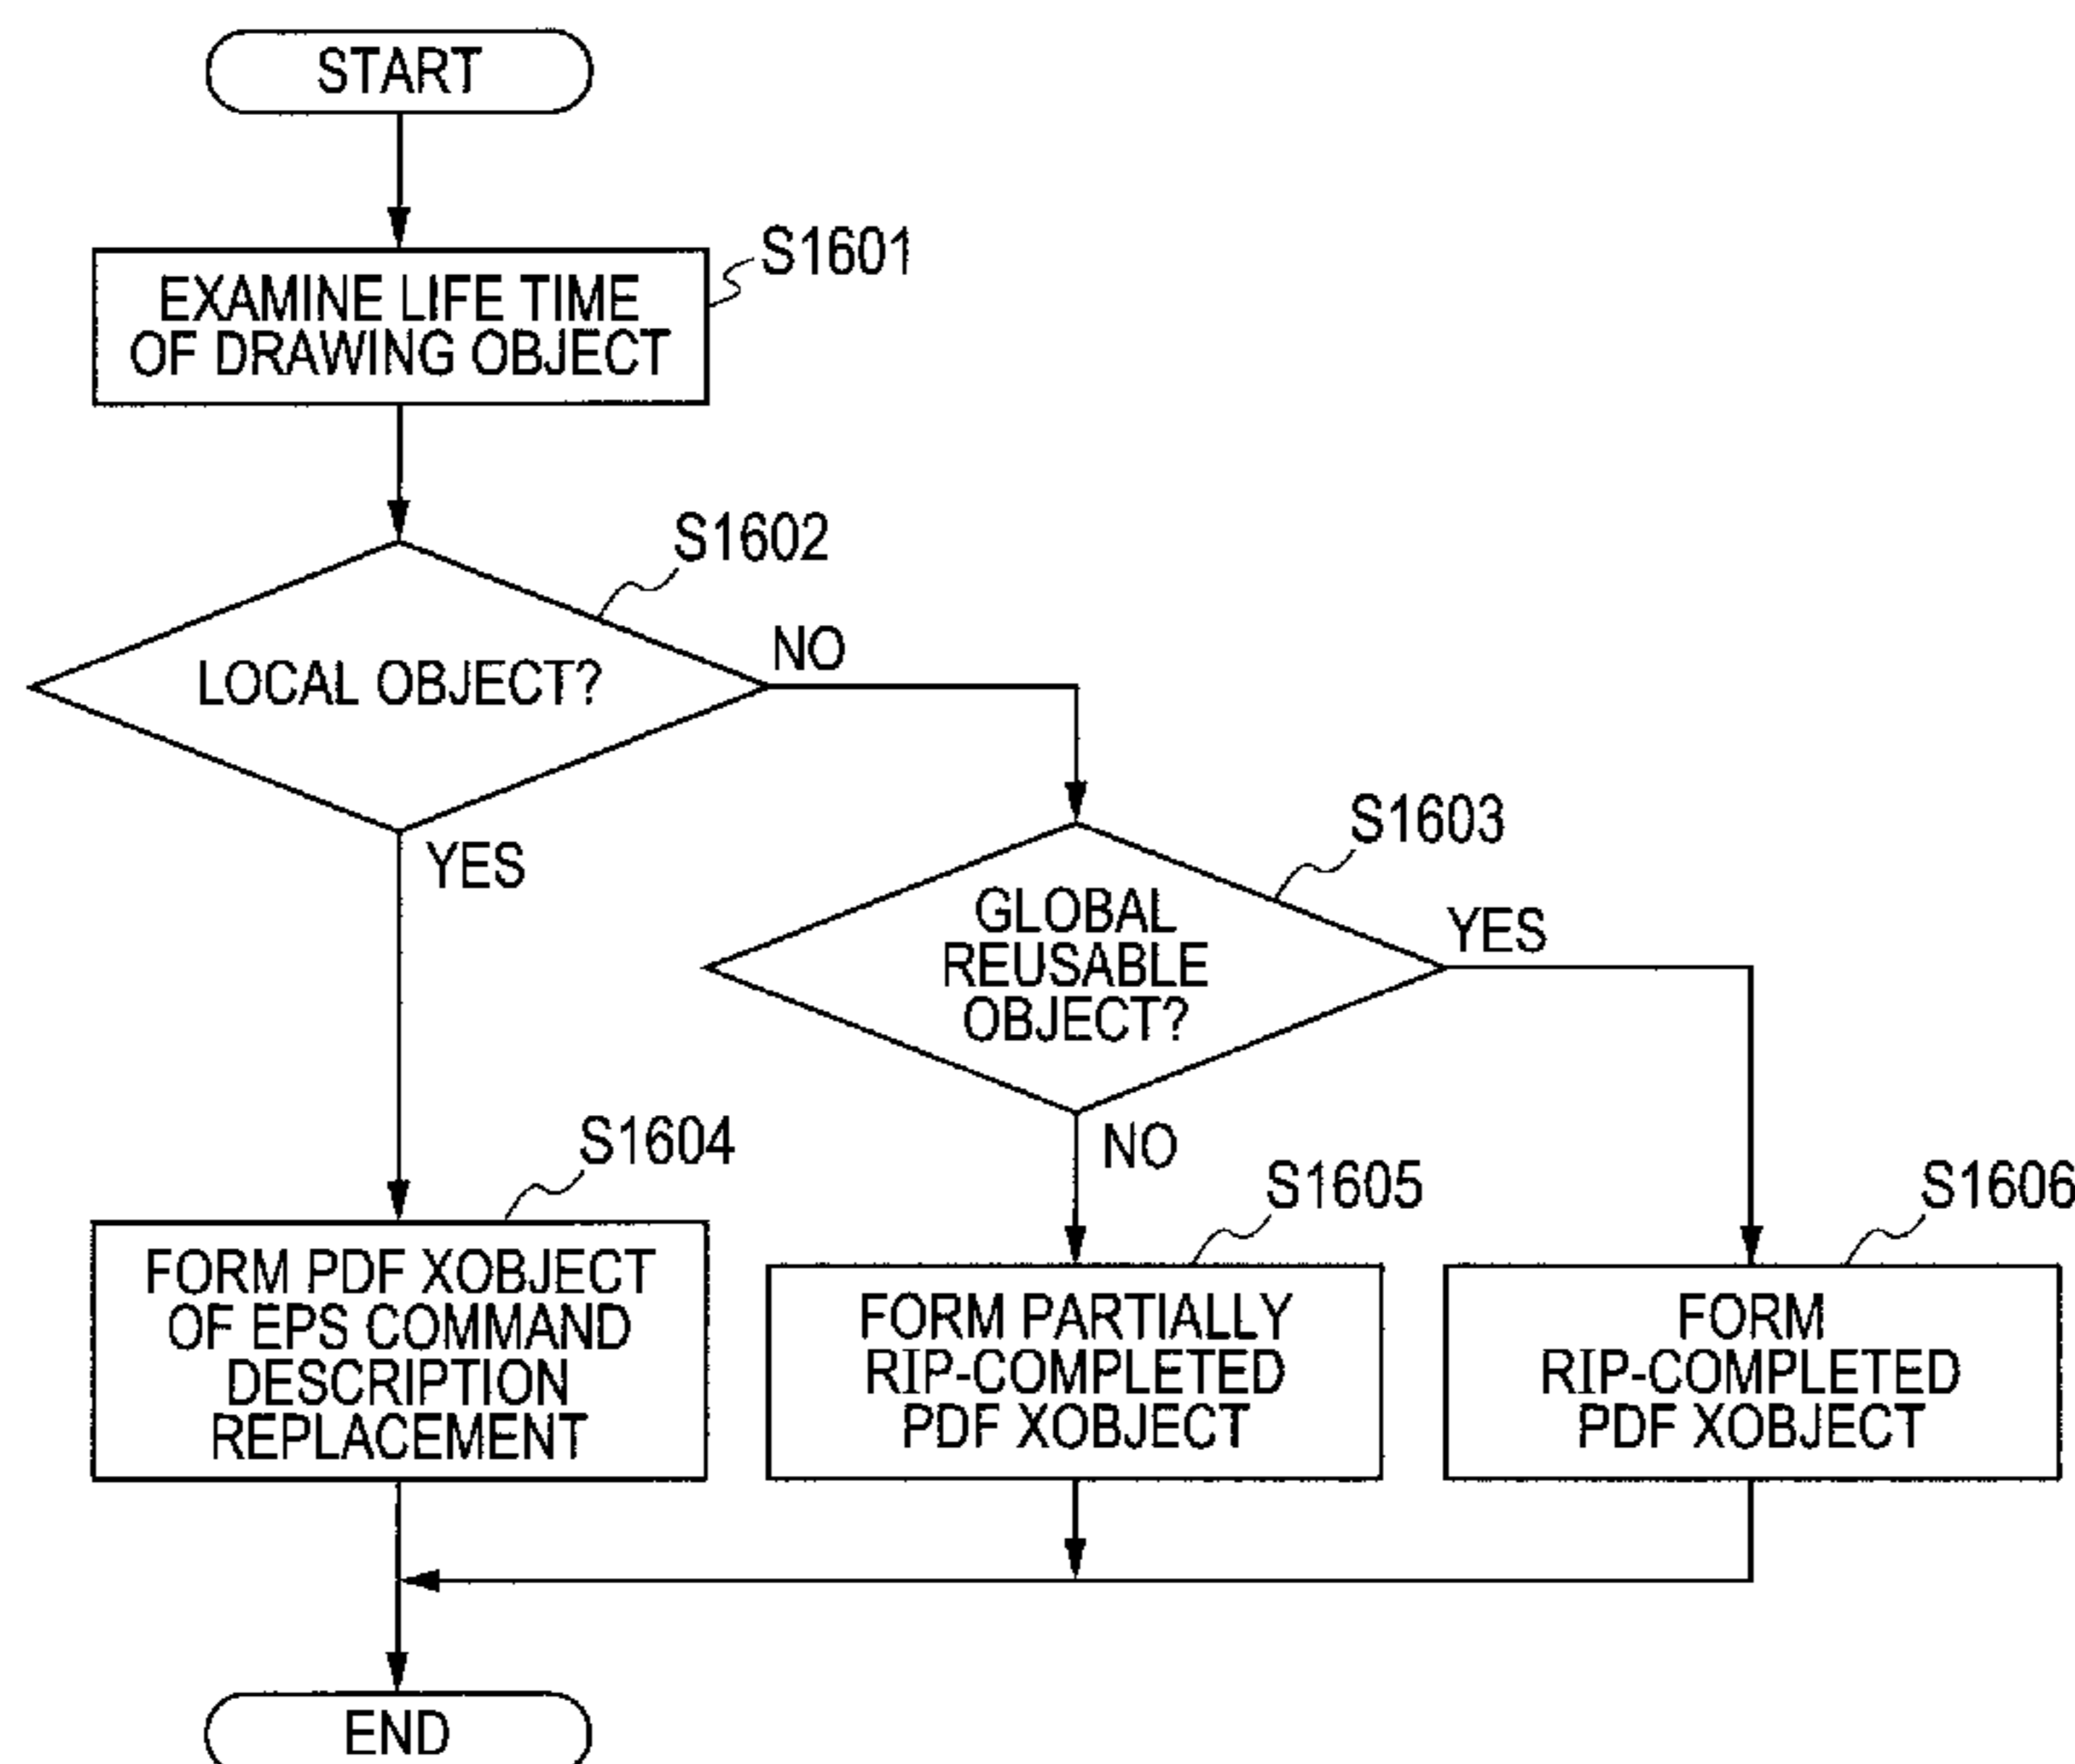 START
S1601
EXAMINE LIFE TIME
OF DRAWING OBJECT
S1602
LOCAL OBJECT?
NO
YES
S1603
GLOBAL
REUSABLE
OBJECT?
YES
NO
S1604
FORM PDF XOBJECT
OF EPS COMMAND
DESCRIPTION
REPLACEMENT
S1605
FORM PARTIALLY
RIP-COMPLETED
PDF XOBJECT
S1606
FORM
RIP-COMPLETED
PDF XOBJECT
END